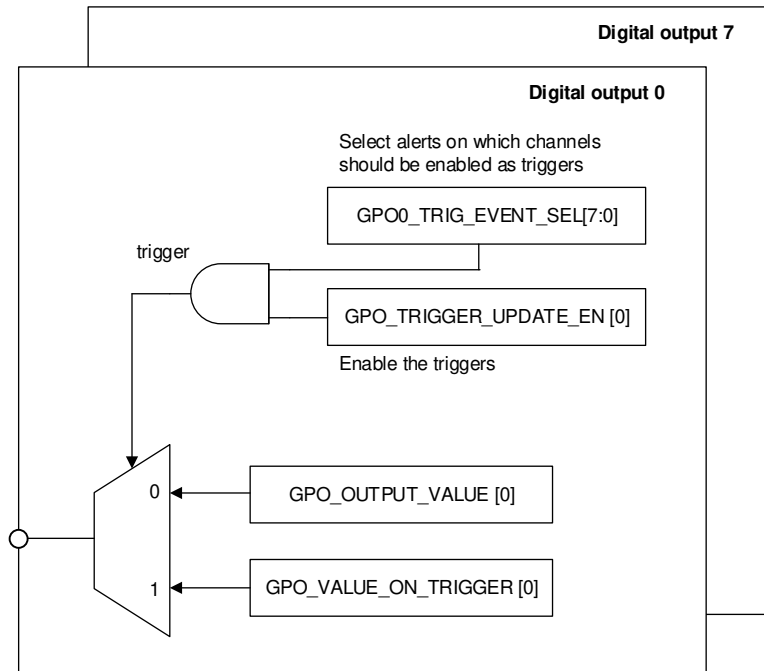 Digital output 7
Digital output 0
Select alerts on which channels
should be enabled as triggers
GPO0_TRIG_EVENT_SEL[7:0]
trigger
GPO_TRIGGER_UPDATE_EN [0]
Enable the triggers
0
GPO_OUTPUT_VALUE [0]
1
GPO_VALUE_ON_TRIGGER [0]